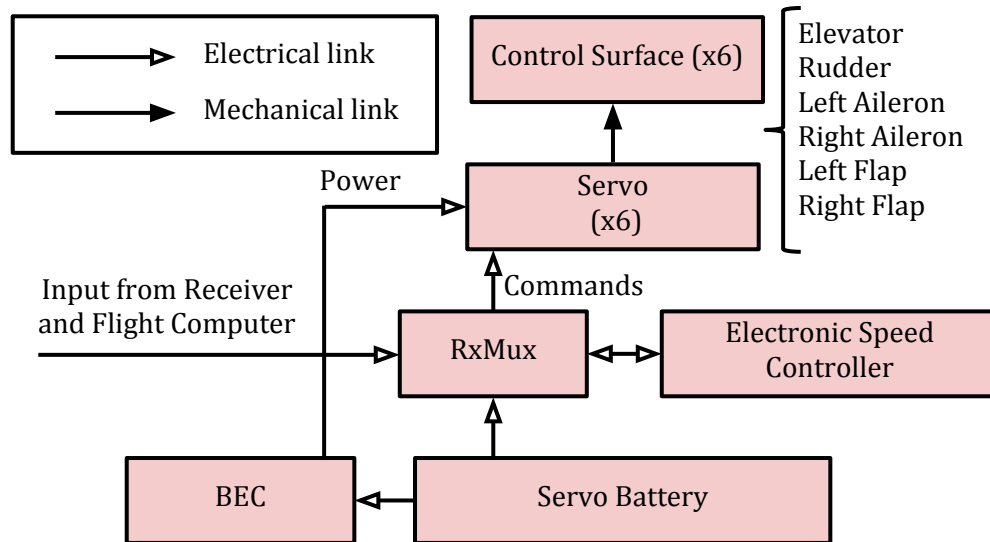 Electrical link
Mechanical link
Control Surface (x6)
Elevator
Rudder
Left Aileron
Right Aileron
Left Flap
Right Flap
Power
Servo
(x6)
Commands
Input from Receiver
and Flight Computer
RxMux
Electronic Speed
Controller
BEC
Servo Battery